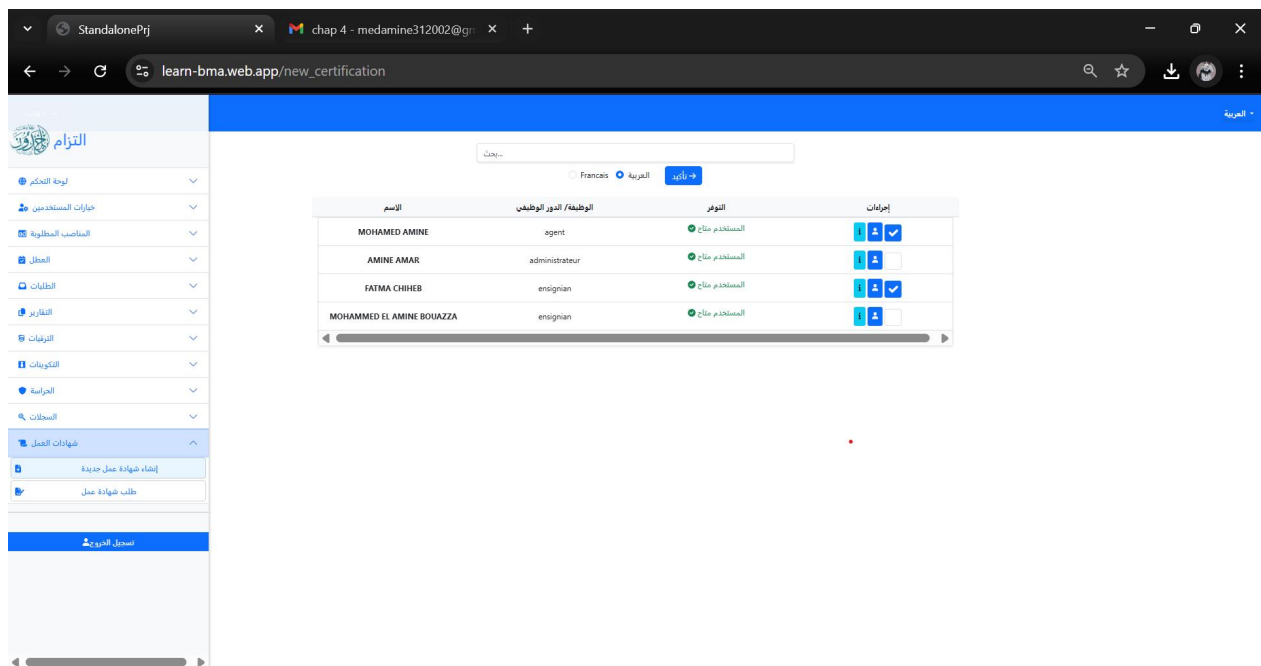 StandalonePrj
chap 4 - medamine312002@gm
learn-bma.web.app/new_certification
العربية
التزام
لوحة التحكم
خيارات المستخدمين
المناصب المطلوبة
العطل
الطلبات
التقارير
الترقيات
التكوينات
الحراسة
السجلات
شهادات العمل
إنشاء شهادة عمل جديدة
طلب شهادة عمل
تسجيل الخروج
بحث...
Francais العربية تأكيد
الاسم الوظيفة/ الدور الوظيفي التوفر إجراءات
MOHAMED AMINE agent المستخدم متاح
AMINE AMAR administrateur المستخدم متاح
FATMA CHIHEB ensignian المستخدم متاح
MOHAMMED EL AMINE BOUAZZA ensignian المستخدم متاح